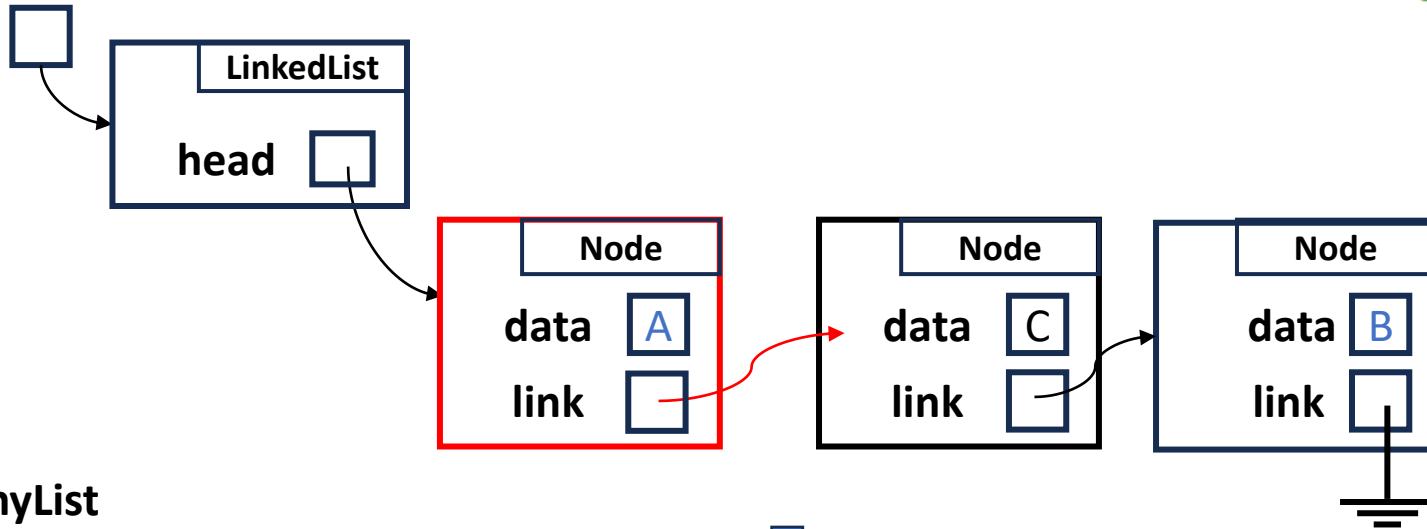 LinkedList
head
Node Node Node
data A data C data B
link link link